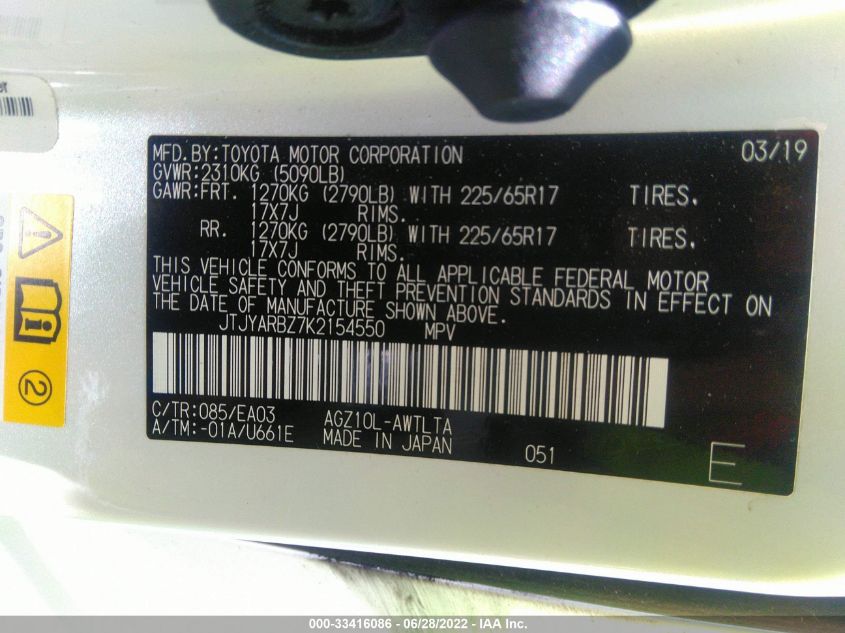 er
MFD.BY:TOYOTA MOTOR CORPORATION 03/19
GVWR:2310KG (5090LB)
GAWR:FRT. 1270KG (2790LB) WITH 225/65R17 TIRES.
17X7J RIMS.
RR. 1270KG (2790LB) WITH 225/65R17 TIRES.
17X7J RIMS.
THIS VEHICLE CONFORMS TO ALL APPLICABLE FEDERAL MOTOR
VEHICLE SAFETY AND THEFT PREVENTION STANDARDS IN EFFECT ON
THE DATE OF MANUFACTURE SHOWN ABOVE.
JTJYARBZ7K2154550 MPV
C/TR:085/EA03 AGZ10L-AWTLTA
A/TM:-01A/U661E MADE IN JAPAN 051 E
2
000-33416086 - 06/28/2022 - IAA Inc.